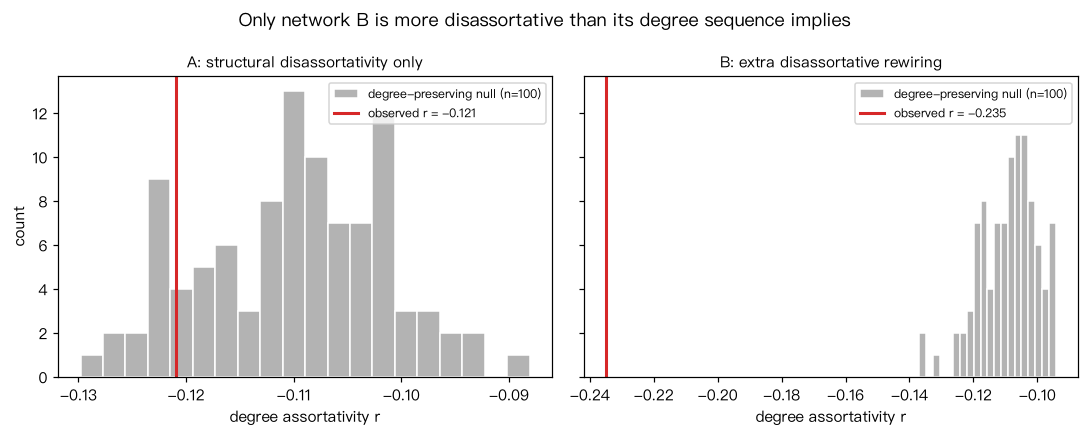 Only network B is more disassortative than its degree sequence implies
A: structural disassortativity only
degree−preserving null (n=100)
observed r = −0.121
count
0
2
4
6
8
10
12
−0.13
−0.12
−0.11
−0.10
−0.09
degree assortativity r
B: extra disassortative rewiring
degree−preserving null (n=100)
observed r = −0.235
−0.24
−0.22
−0.20
−0.18
−0.16
−0.14
−0.12
−0.10
degree assortativity r